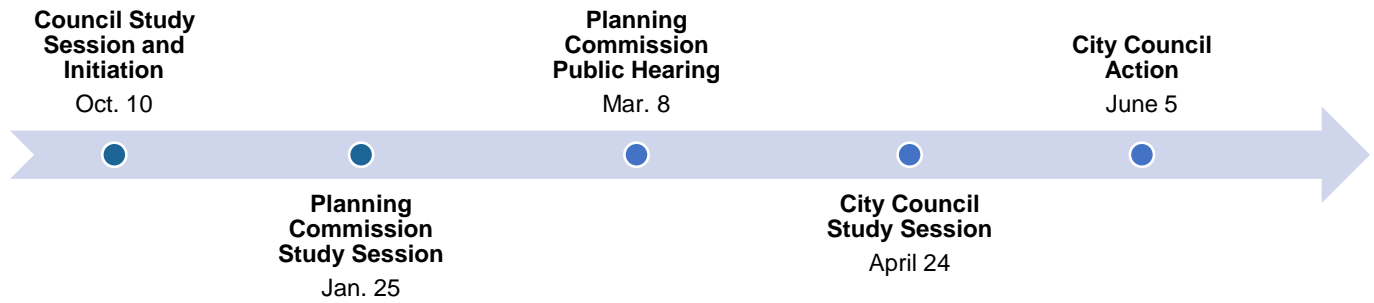 Council Study
Session and
Initiation
Oct. 10
Planning
Commission
Study Session
Jan. 25
Planning
Commission
Public Hearing
Mar. 8
City Council
Study Session
April 24
City Council
Action
June 5